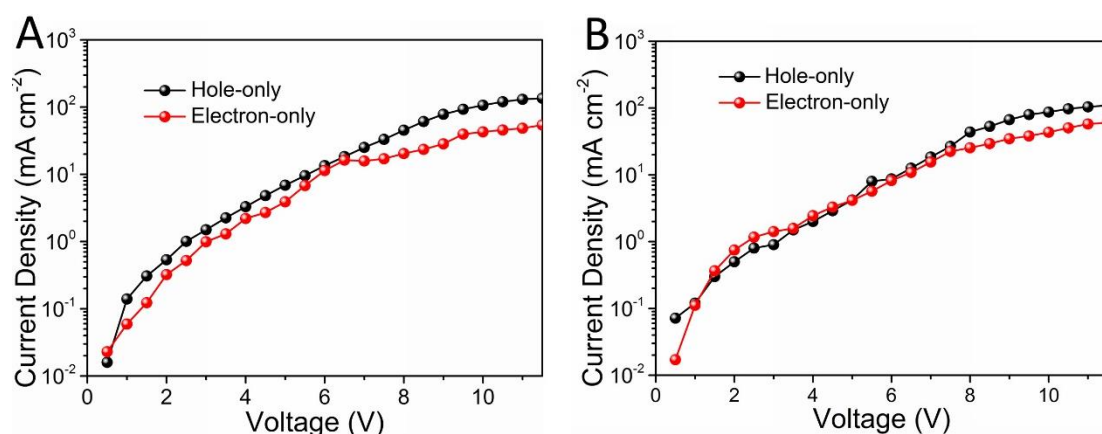 A
Current Density (mA cm⁻²)
10³
10²
10¹
10⁰
10⁻¹
10⁻²
Hole-only
Electron-only
0 2 4 6 8 10
Voltage (V)
B
Current Density (mA cm⁻²)
10³
10²
10¹
10⁰
10⁻¹
10⁻²
Hole-only
Electron-only
0 2 4 6 8 10
Voltage (V)